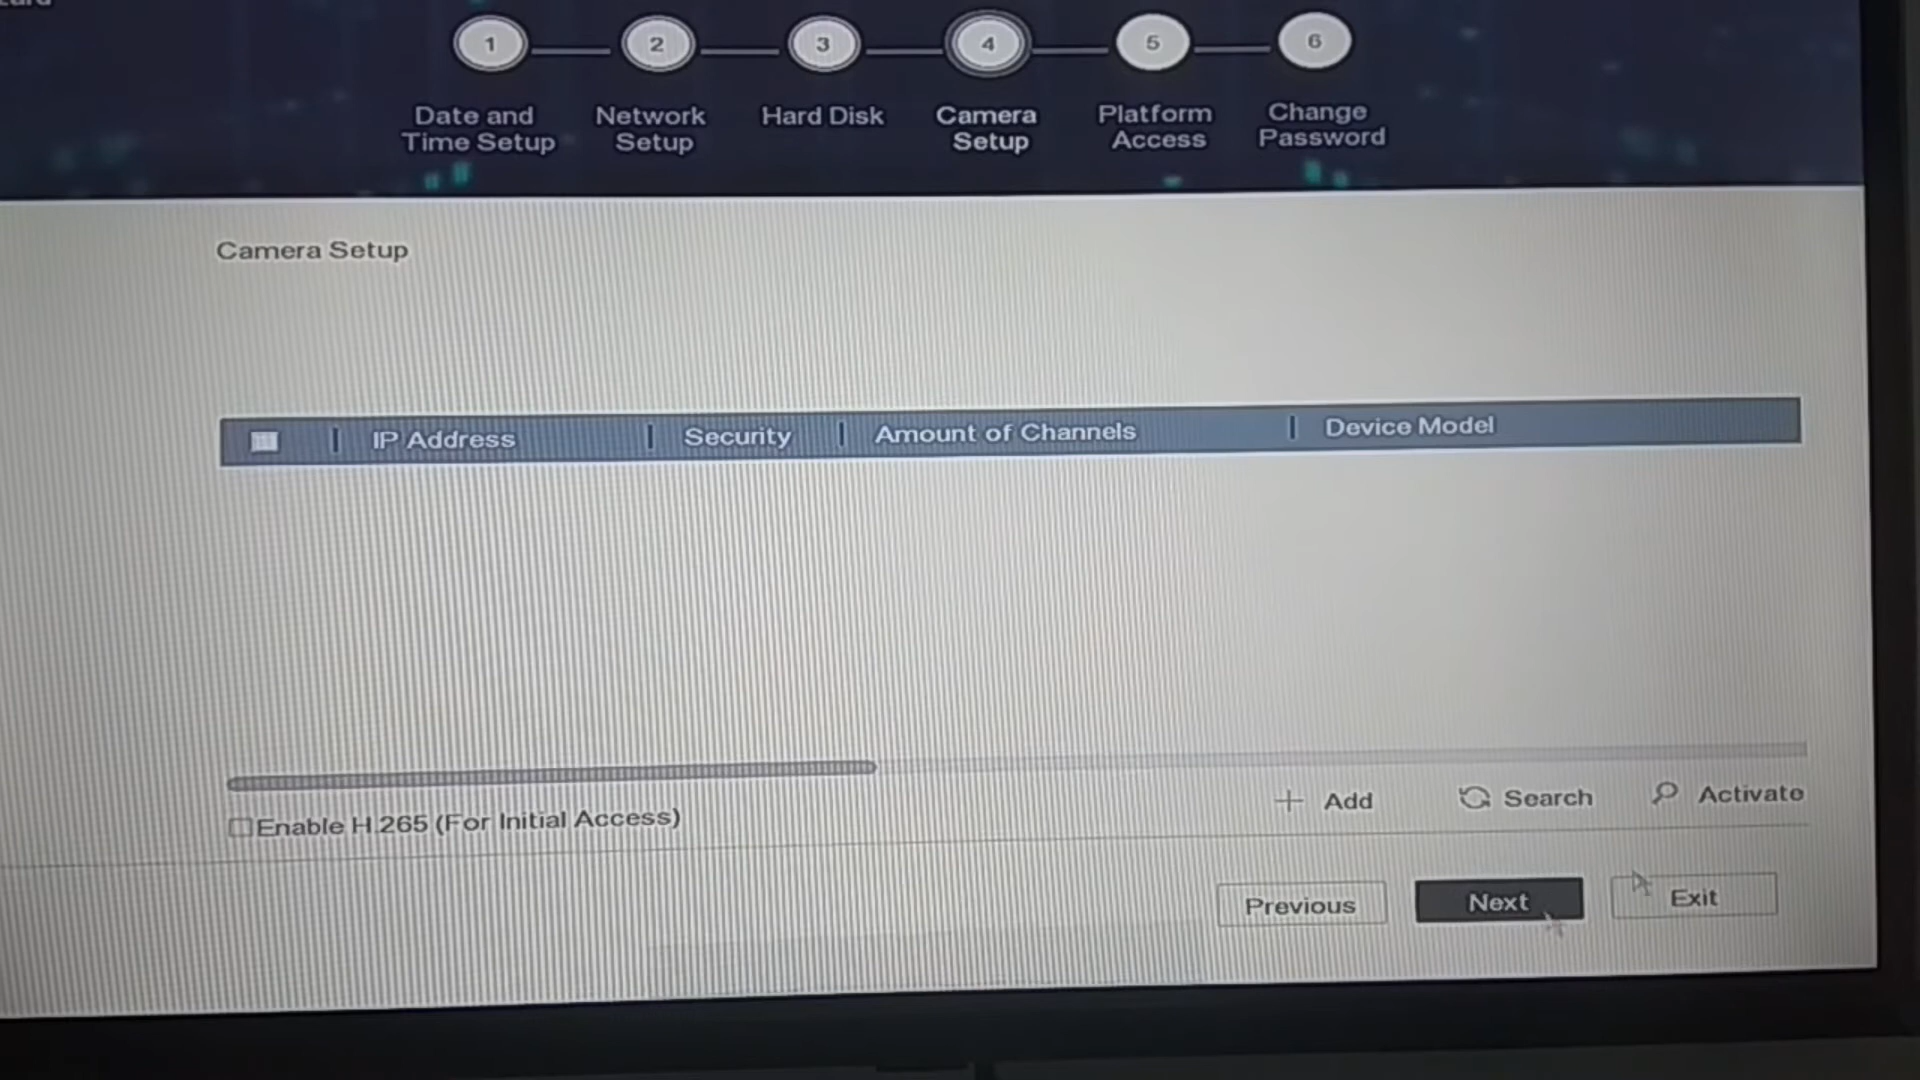 1 2 3 4 5 6
Date and Time Setup
Network Setup
Hard Disk
Camera Setup
Platform Access
Change Password
Camera Setup
IP Address Security Amount of Channels Device Model
Enable H.265 (For Initial Access)
Add Search Activate
Previous Next Exit